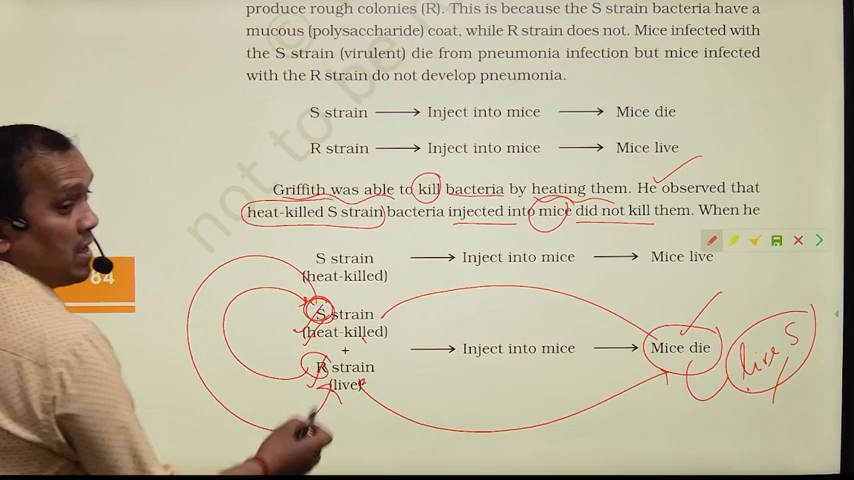 produce rough colonies (R). This is because the S strain bacteria have a
mucous (polysaccharide) coat, while R strain does not. Mice infected with
the S strain (virulent) die from pneumonia infection but mice infected
with the R strain do not develop pneumonia.
S strain → Inject into mice → Mice die
R strain → Inject into mice → Mice live
Griffith was able to kill bacteria by heating them. He observed that
heat-killed S strain bacteria injected into mice did not kill them. When he
S strain → Inject into mice → Mice live
(heat-killed)
S strain
(heat-killed)
+ → Inject into mice → Mice die
R strain
(live)
live S
64
not to be
©